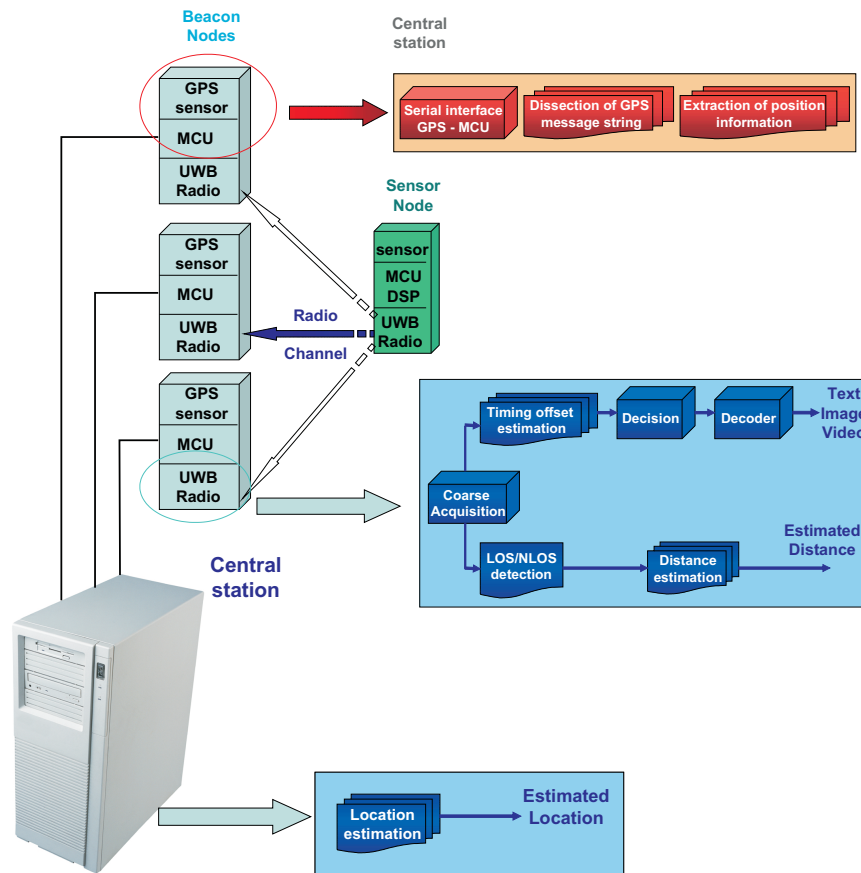 Beacon
Nodes
Central
station
GPS
sensor
MCU
UWB
Radio
Serial interface
GPS - MCU
Dissection of GPS
message string
Extraction of position
information
Sensor
Node
GPS
sensor
MCU
UWB
Radio
sensor
MCU
DSP
UWB
Radio
Radio
Channel
GPS
sensor
MCU
UWB
Radio
Timing offset
estimation
Decision
Decoder
Text
Image
Video
Coarse
Acquisition
LOS/NLOS
detection
Distance
estimation
Estimated
Distance
Central
station
Location
estimation
Estimated
Location